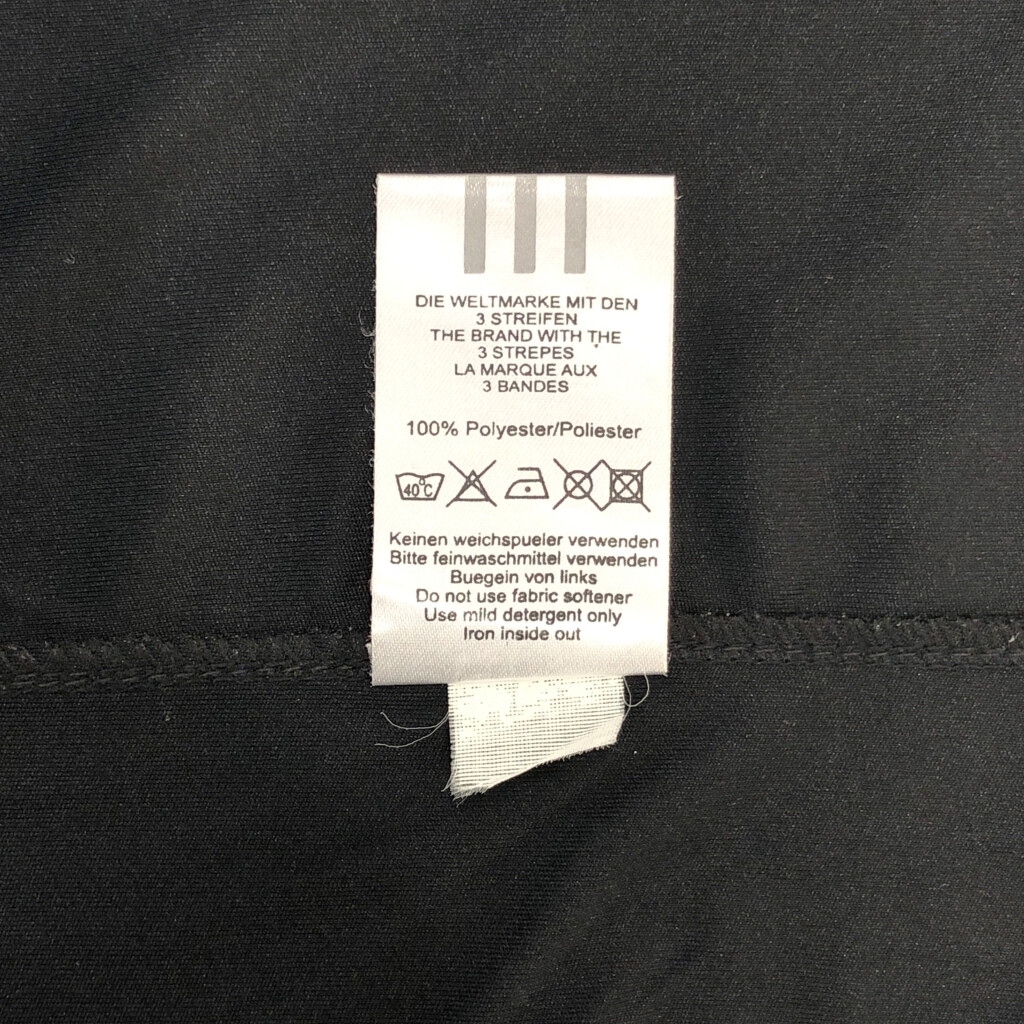 DIE WELTMARKE MIT DEN
3 STREIFEN
THE BRAND WITH THE
3 STREPES
LA MARQUE AUX
3 BANDES
100% Polyester/Poliester
40°C
Keinen weichspueler verwenden
Bitte feinwaschmittel verwenden
Buegein von links
Do not use fabric softener
Use mild detergent only
Iron inside out